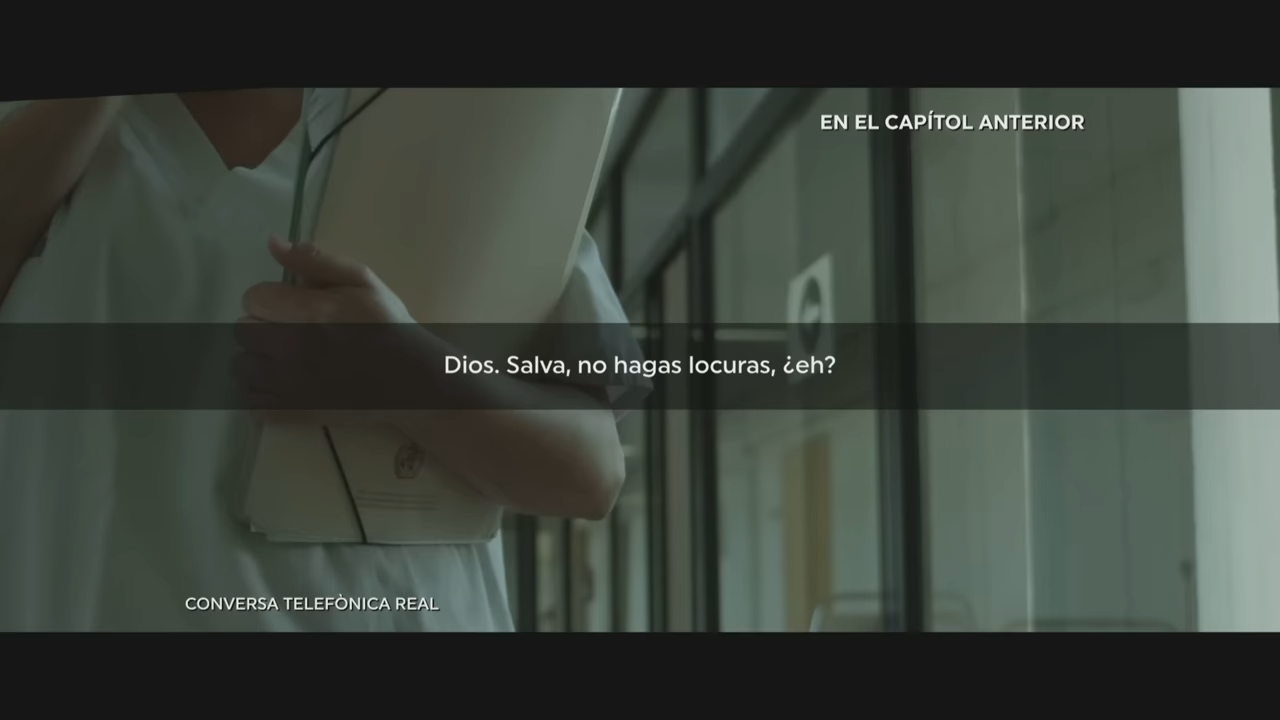 EN EL CAPÍTOL ANTERIOR
Dios. Salva, no hagas locuras, ¿eh?
CONVERSA TELEFÒNICA REAL